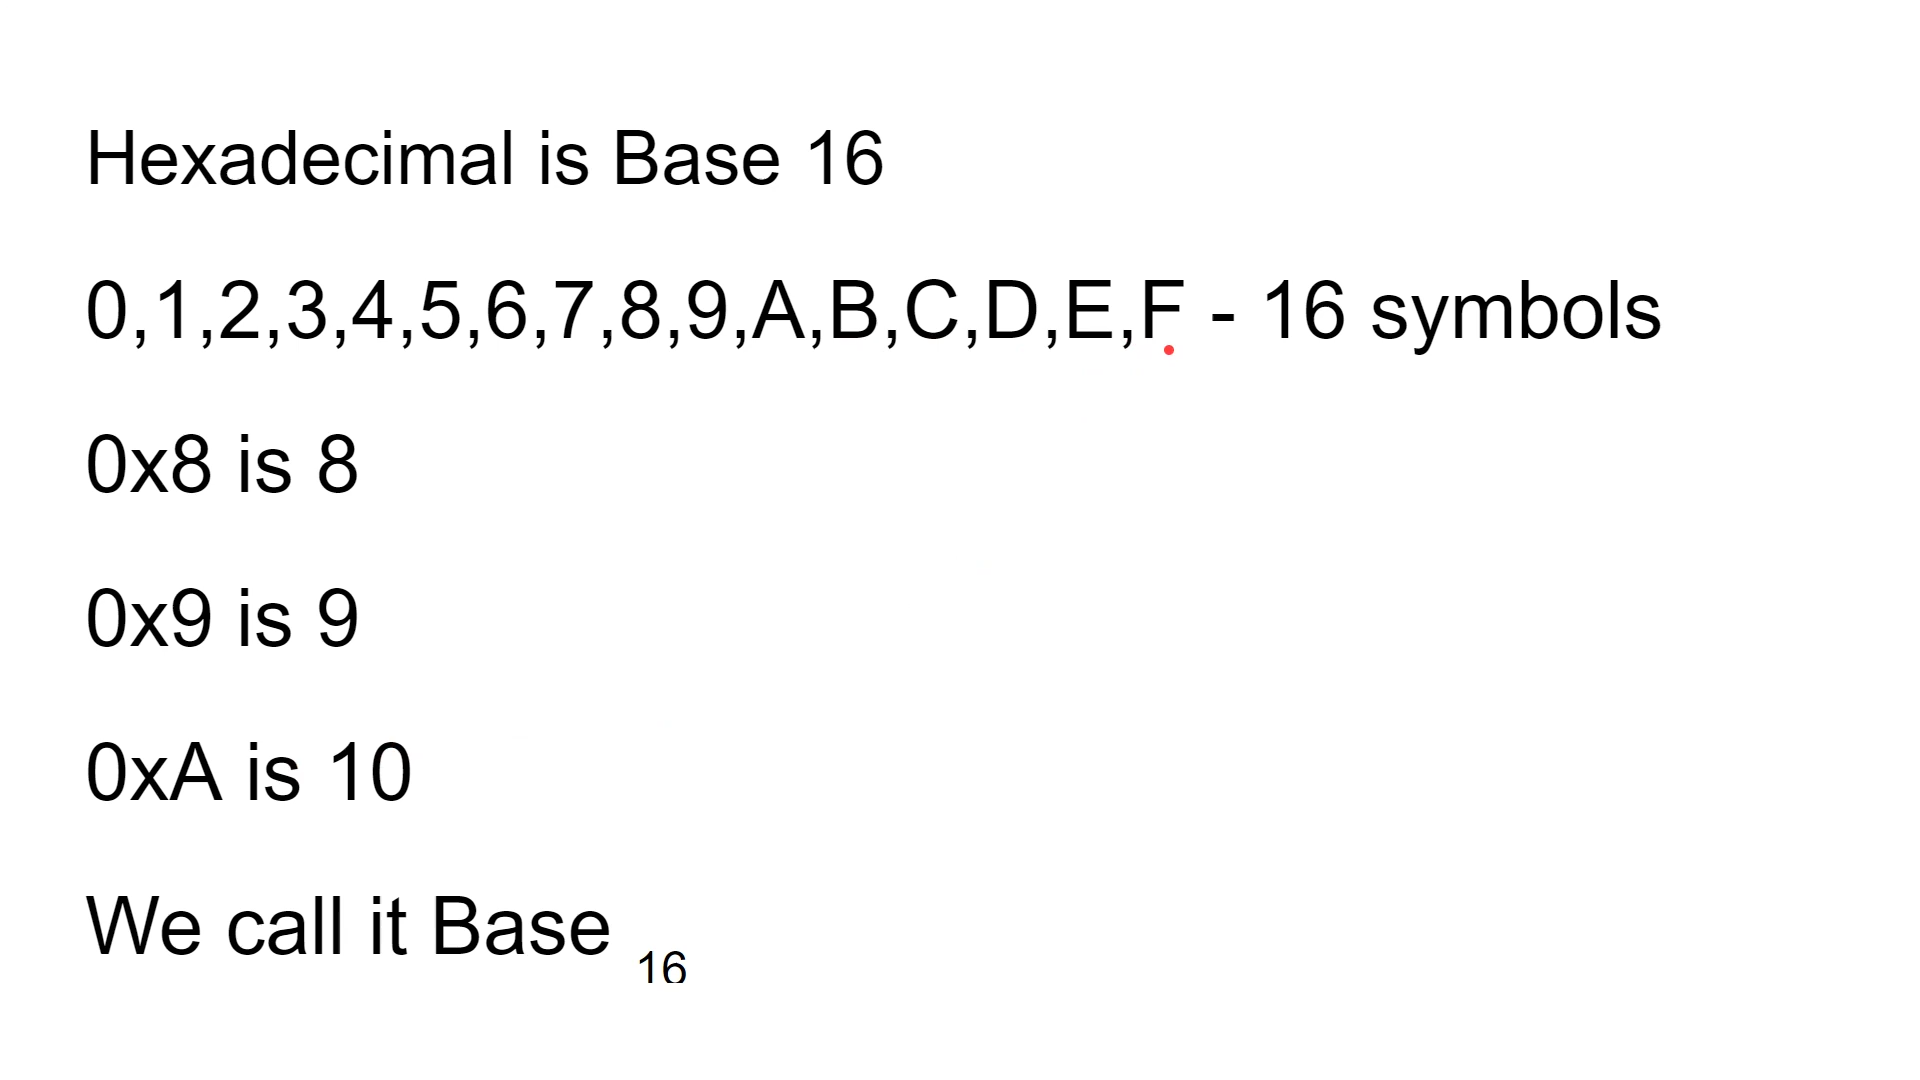 Hexadecimal is Base 16
0,1,2,3,4,5,6,7,8,9,A,B,C,D,E,F - 16 symbols
0x8 is 8
0x9 is 9
0xA is 10
We call it Base 16